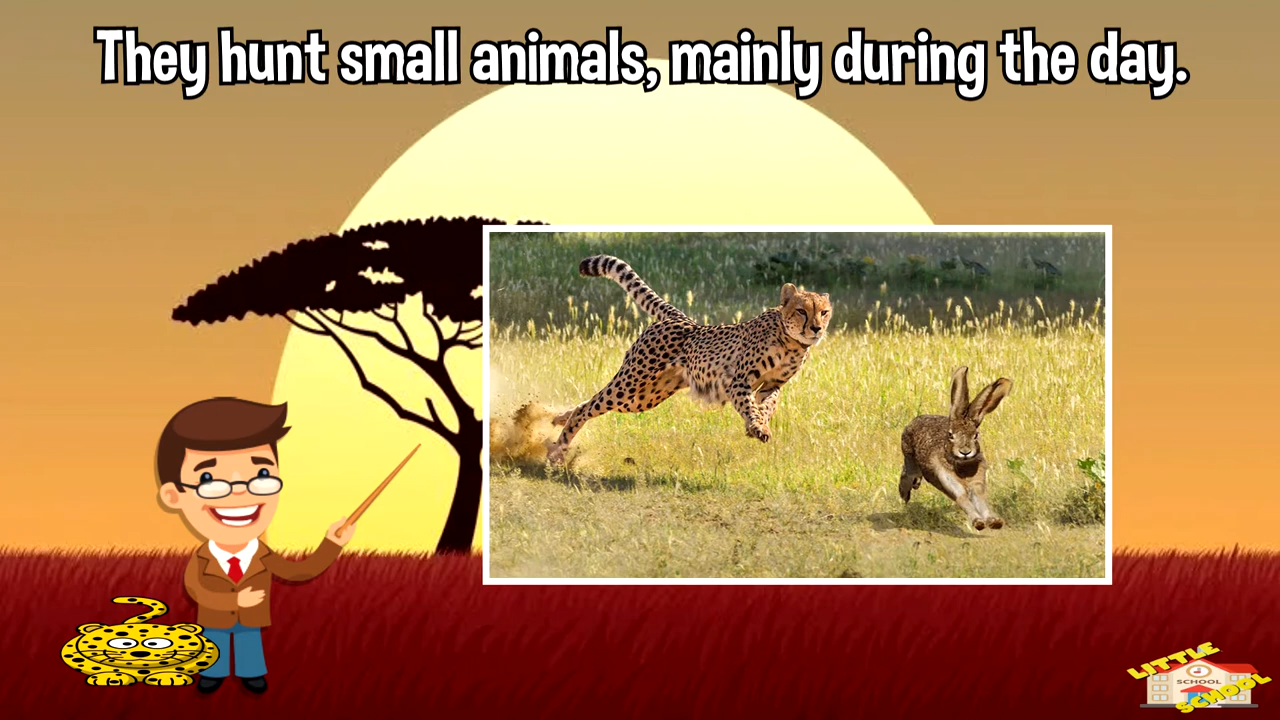 They hunt small animals, mainly during the day.
LITTLE
SCHOOL
SCHOOL